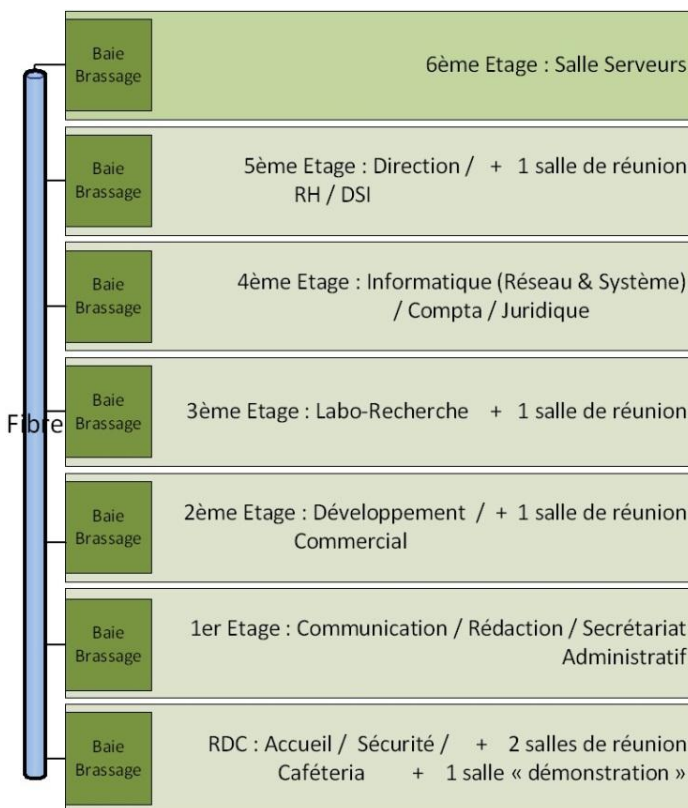 Baie
Brassage
6ème Etage : Salle Serveurs
Baie
Brassage
5ème Etage : Direction / + 1 salle de réunion
RH / DSI
Baie
Brassage
4ème Etage : Informatique (Réseau & Système)
/ Compta / Juridique
Baie
Brassage
3ème Etage : Labo-Recherche + 1 salle de réunion
Fibre
Baie
Brassage
2ème Etage : Développement / + 1 salle de réunion
Commercial
Baie
Brassage
1er Etage : Communication / Rédaction / Secrétariat
Administratif
Baie
Brassage
RDC : Accueil / Sécurité / + 2 salles de réunion
Caféteria + 1 salle « démonstration »